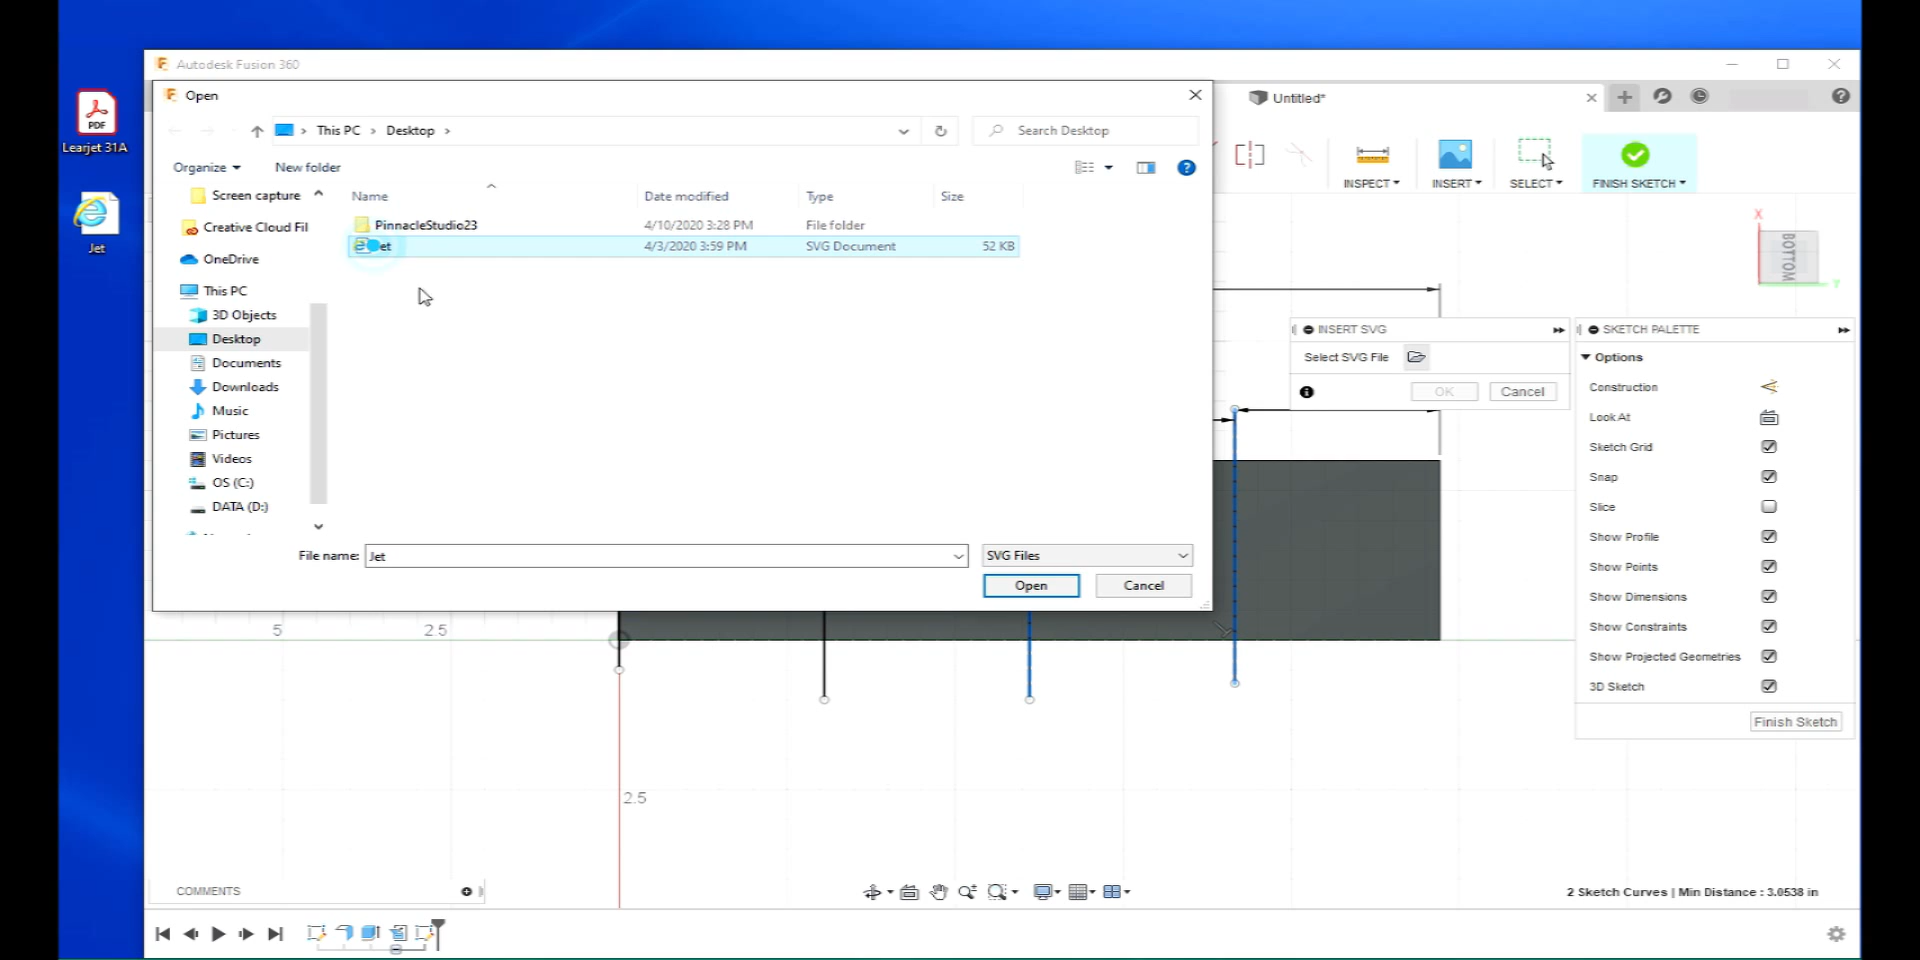 Autodesk Fusion 360
Open
This PC > Desktop >
Search Desktop
Organize
New folder
Name
Date modified
Type
Size
PinnacleStudio23
4/10/2020 3:28 PM
File folder
4/3/2020 3:59 PM
SVG Document
52 KB
Screen capture
Creative Cloud Fil
OneDrive
This PC
3D Objects
Desktop
Documents
Downloads
Music
Pictures
Videos
OS (C:)
DATA (D:)
File name:
Jet
SVG Files
Open
Cancel
PDF
Learjet 31A
Jet
Untitled*
INSPECT
INSERT
SELECT
FINISH SKETCH
X
BOTTOM
Y
INSERT SVG
Select SVG File
OK
Cancel
SKETCH PALETTE
Options
Construction
Look At
Sketch Grid
Snap
Slice
Show Profile
Show Points
Show Dimensions
Show Constraints
Show Projected Geometries
3D Sketch
Finish Sketch
5
2.5
2.5
COMMENTS
2 Sketch Curves | Min Distance : 3.0538 in